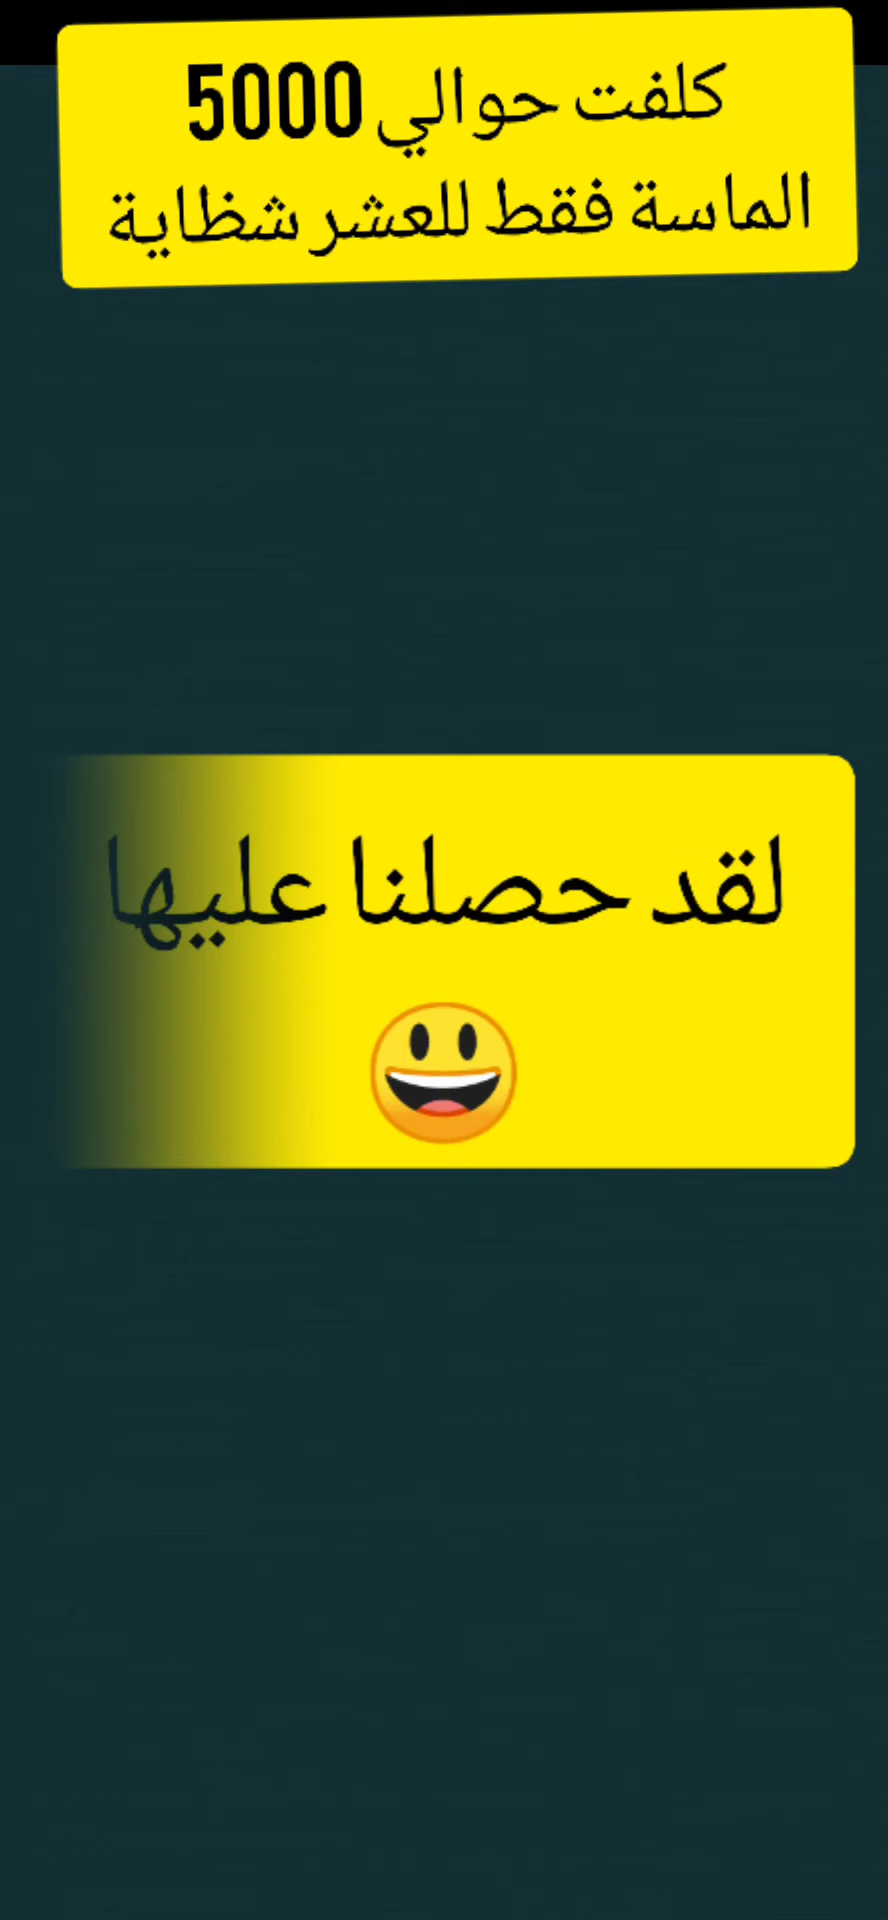 كلفت حوالي 5000
الماسة فقط للعشر شظاية
لقد حصلنا عليها
😃